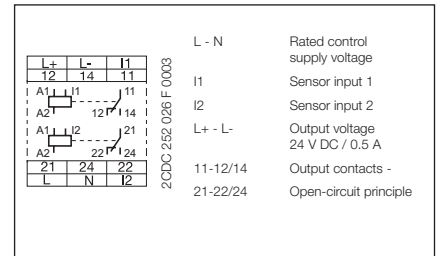 L+ L- I1
12 14 11
A1 I1 11
A2 12 14
A1 I2 21
A2 22 24
21 24 22
L N I2
2CDC 252 026 F 0003
L - N Rated control
supply voltage
I1 Sensor input 1
I2 Sensor input 2
L+ - L- Output voltage
24 V DC / 0.5 A
11-12/14 Output contacts -
21-22/24 Open-circuit principle